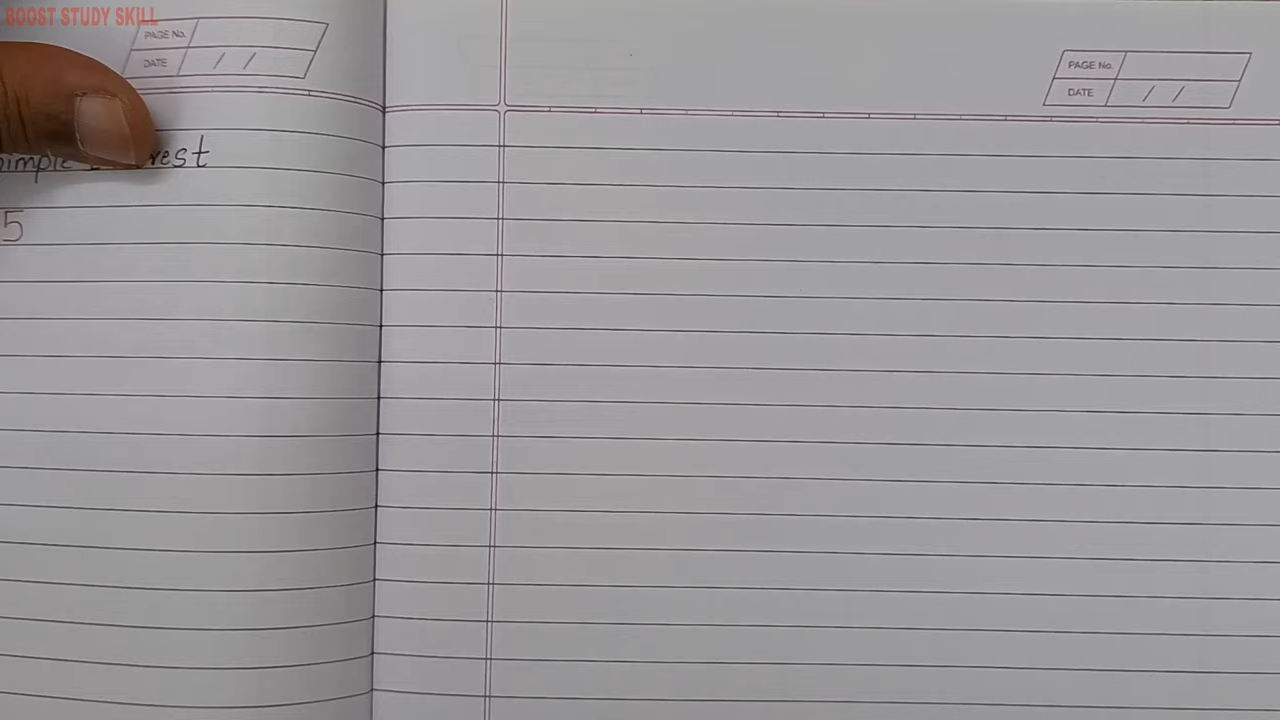 BOOST STUDY SKILL
PAGE No.
DATE / /
rest
5
PAGE No.
DATE / /